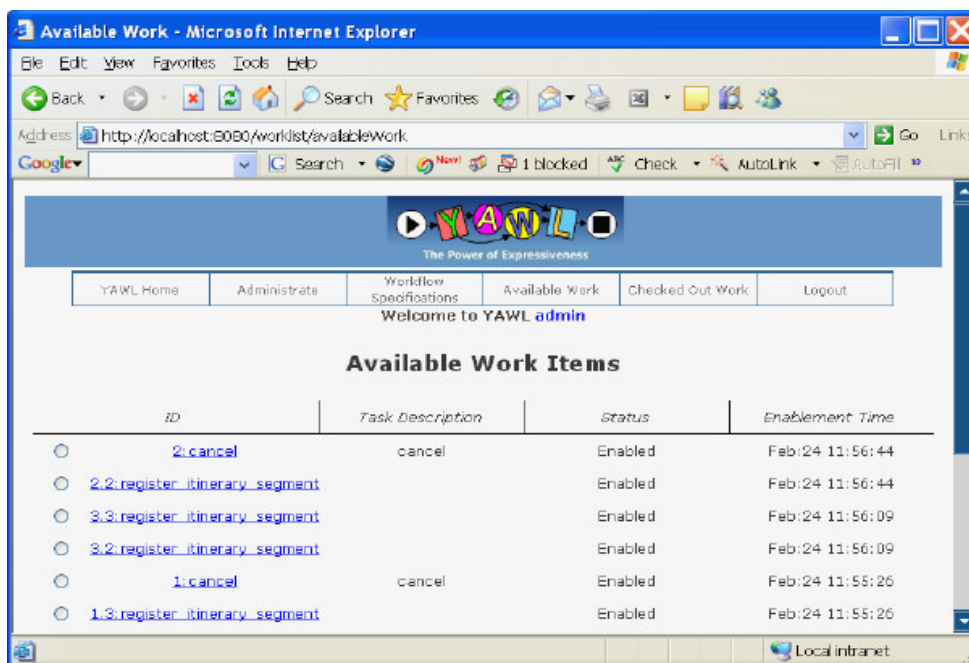 Available Work - Microsoft Internet Explorer
File Edit View Favorites Tools Help
Back Search Favorites
Address http://localhost:8080/worklist/availableWork Go Links
Google Search New! 1 blocked ABC Check AutoLink AutoFill
YAWL
The Power of Expressiveness
YAWL Home Administrate Workflow Specifications Available Work Checked Out Work Logout
Welcome to YAWL admin
Available Work Items
ID Task Description Status Enablement Time
2:cancel cancel Enabled Feb:24 11:56:44
2.2:register_itinerary_segment Enabled Feb:24 11:56:44
3.3:register_itinerary_segment Enabled Feb:24 11:56:09
3.2:register_itinerary_segment Enabled Feb:24 11:56:09
1:cancel cancel Enabled Feb:24 11:55:26
1.3:register_itinerary_segment Enabled Feb:24 11:55:26
Local intranet